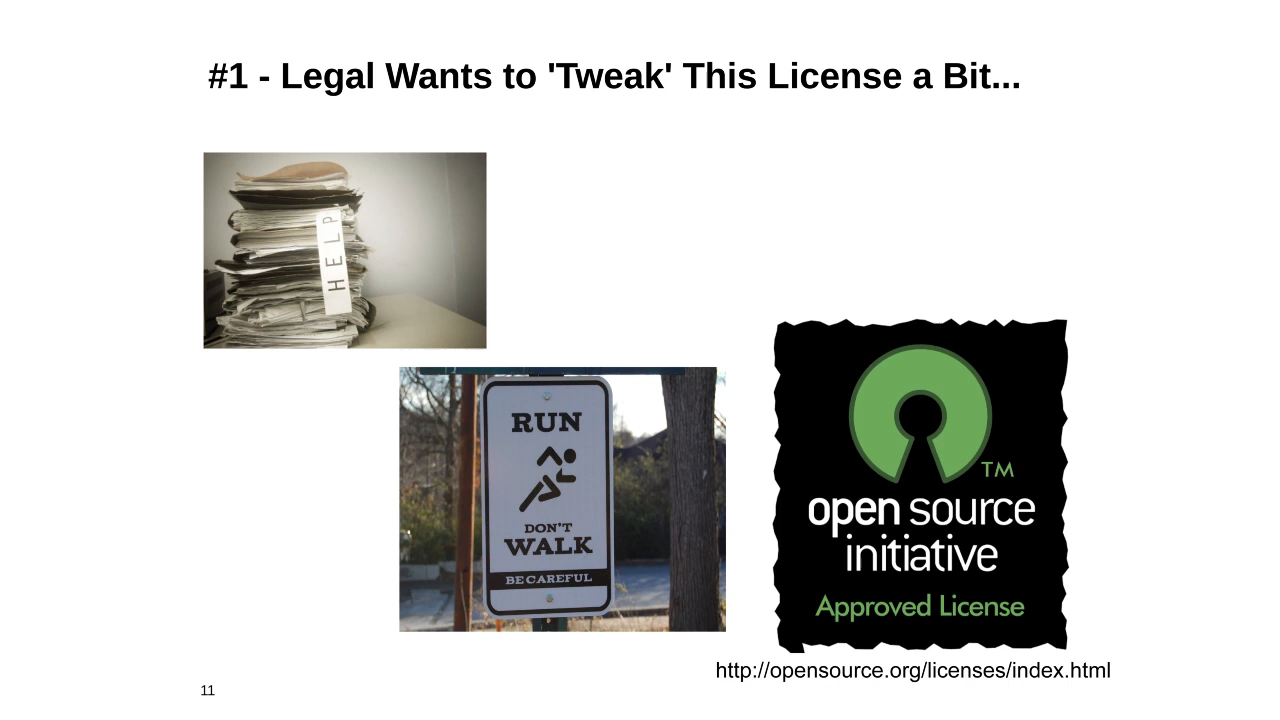 #1 - Legal Wants to 'Tweak' This License a Bit...
HELP
RUN
DON'T
WALK
BE CAREFUL
TM
open source
initiative
Approved License
http://opensource.org/licenses/index.html
11